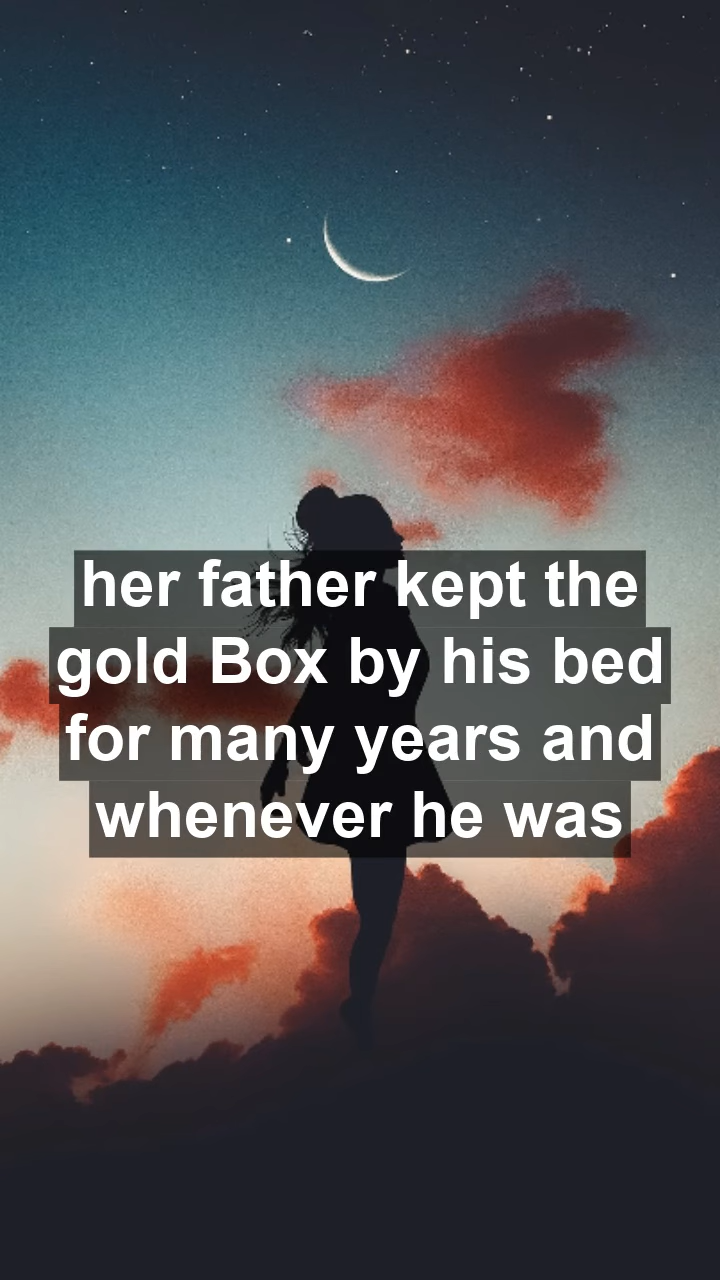 her father kept the
gold Box by his bed
for many years and
whenever he was